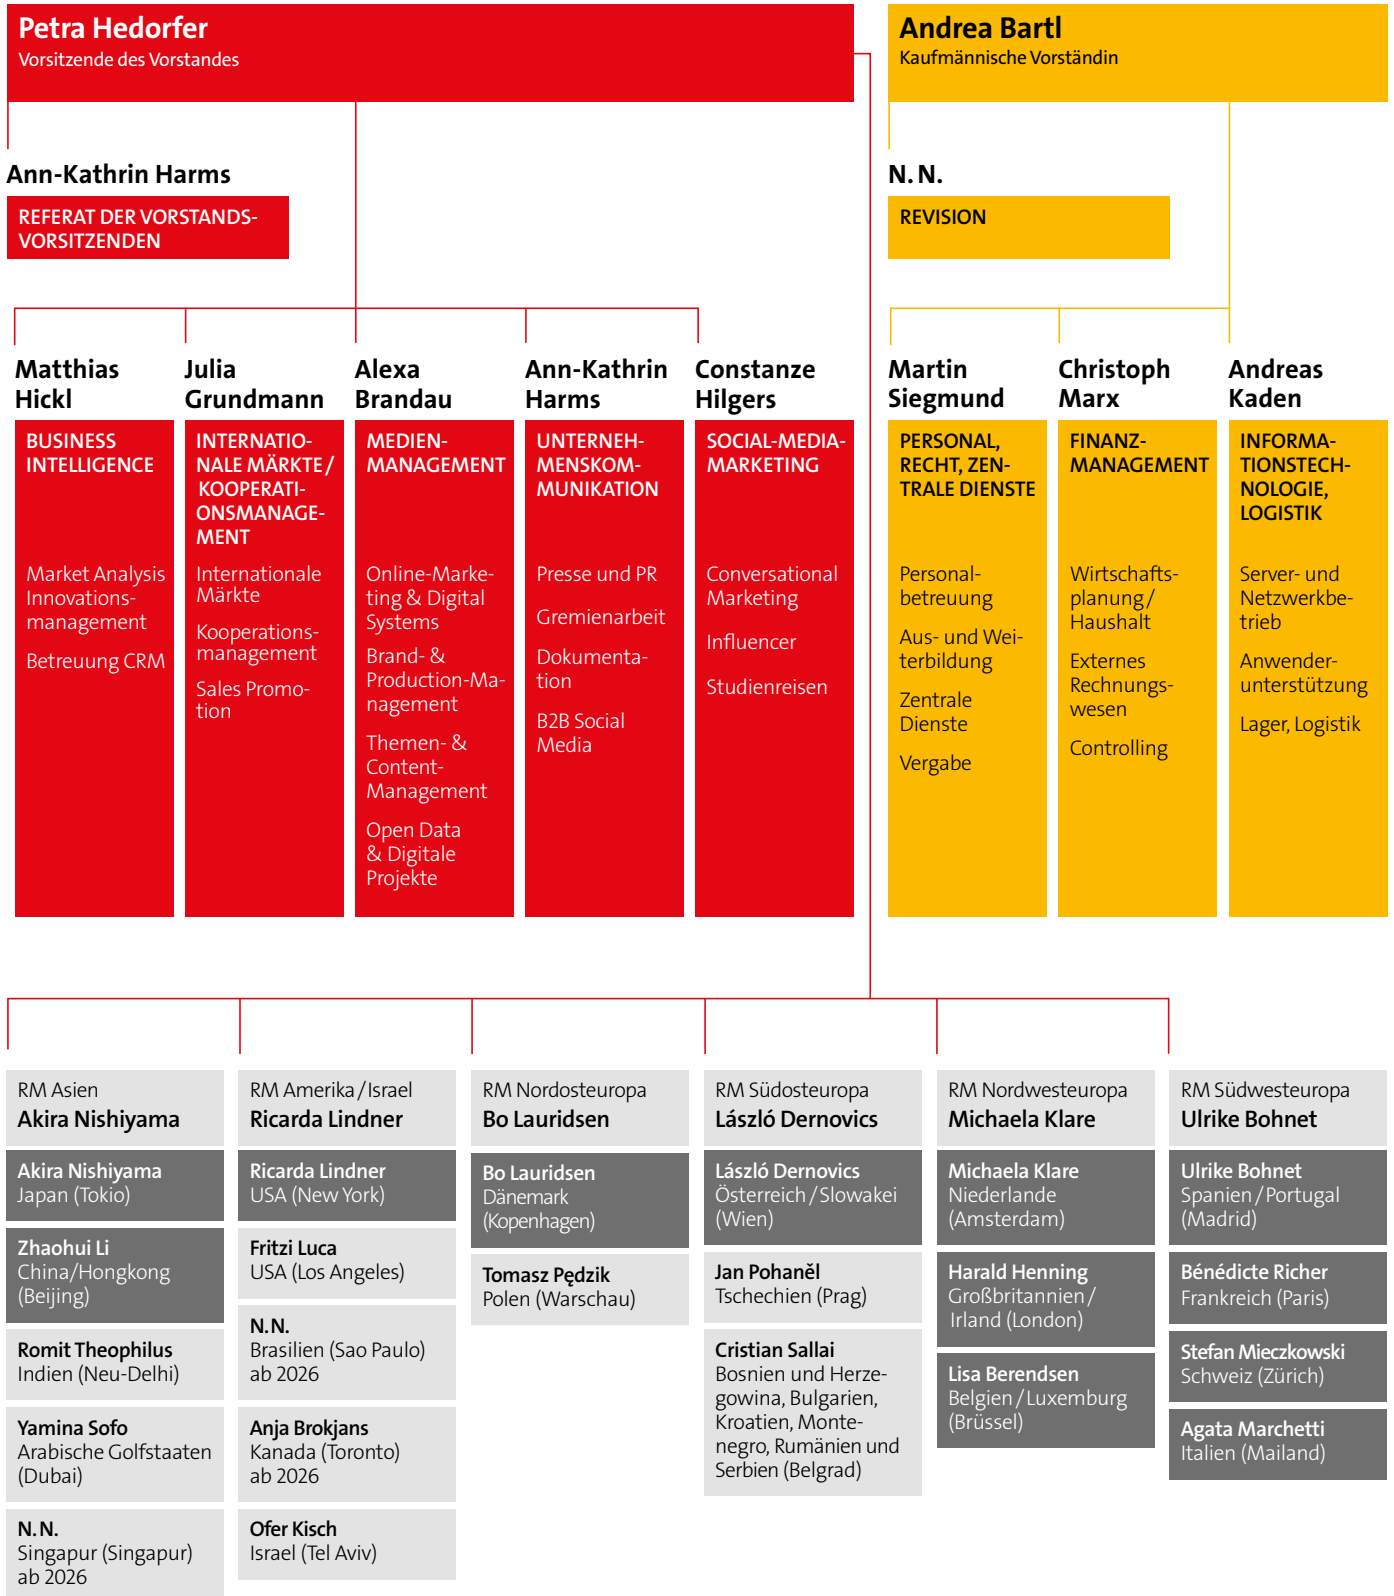 Petra Hedorfer
Vorsitzende des Vorstandes
Andrea Bartl
Kaufmännische Vorständin
Ann-Kathrin Harms
REFERAT DER VORSTANDS-
VORSITZENDEN
N. N.
REVISION
Matthias
Hickl
BUSINESS
INTELLIGENCE
Market Analysis
Innovations-
management
Betreuung CRM
Julia
Grundmann
INTERNATIO-
NALE MÄRKTE /
KOOPERATI-
ONSMANAGE-
MENT
Internationale
Märkte
Kooperations-
management
Sales Promo-
tion
Alexa
Brandau
MEDIEN-
MANAGEMENT
Online-Marke-
ting & Digital
Systems
Brand- &
Production-Ma-
nagement
Themen- &
Content-
Management
Open Data
& Digitale
Projekte
Ann-Kathrin
Harms
UNTERNEH-
MENSKOM-
MUNIKATION
Presse und PR
Gremienarbeit
Dokumenta-
tion
B2B Social
Media
Constanze
Hilgers
SOCIAL-MEDIA-
MARKETING
Conversational
Marketing
Influencer
Studienreisen
Martin
Siegmund
PERSONAL,
RECHT, ZEN-
TRALE DIENSTE
Personal-
betreuung
Aus- und Wei-
terbildung
Zentrale
Dienste
Vergabe
Christoph
Marx
FINANZ-
MANAGEMENT
Wirtschafts-
planung /
Haushalt
Externes
Rechnungs-
wesen
Controlling
Andreas
Kaden
INFORMA-
TIONSTECH-
NOLOGIE,
LOGISTIK
Server- und
Netzwerkbe-
trieb
Anwender-
unterstützung
Lager, Logistik
RM Asien
Akira Nishiyama
Akira Nishiyama
Japan (Tokio)
Zhaohui Li
China/Hongkong
(Beijing)
Romit Theophilus
Indien (Neu-Delhi)
Yamina Sofo
Arabische Golfstaaten
(Dubai)
N. N.
Singapur (Singapur)
ab 2026
RM Amerika / Israel
Ricarda Lindner
Ricarda Lindner
USA (New York)
Fritzi Luca
USA (Los Angeles)
N. N.
Brasilien (Sao Paulo)
ab 2026
Anja Brokjans
Kanada (Toronto)
ab 2026
Ofer Kisch
Israel (Tel Aviv)
RM Nordosteuropa
Bo Lauridsen
Bo Lauridsen
Dänemark
(Kopenhagen)
Tomasz Pędzik
Polen (Warschau)
RM Südosteuropa
László Dernovics
László Dernovics
Österreich / Slowakei
(Wien)
Jan Pohaněl
Tschechien (Prag)
Cristian Sallai
Bosnien und Herze-
gowina, Bulgarien,
Kroatien, Monte-
negro, Rumänien und
Serbien (Belgrad)
RM Nordwesteuropa
Michaela Klare
Michaela Klare
Niederlande
(Amsterdam)
Harald Henning
Großbritannien /
Irland (London)
Lisa Berendsen
Belgien / Luxemburg
(Brüssel)
RM Südwesteuropa
Ulrike Bohnet
Ulrike Bohnet
Spanien / Portugal
(Madrid)
Bénédicte Richer
Frankreich (Paris)
Stefan Mieczkowski
Schweiz (Zürich)
Agata Marchetti
Italien (Mailand)